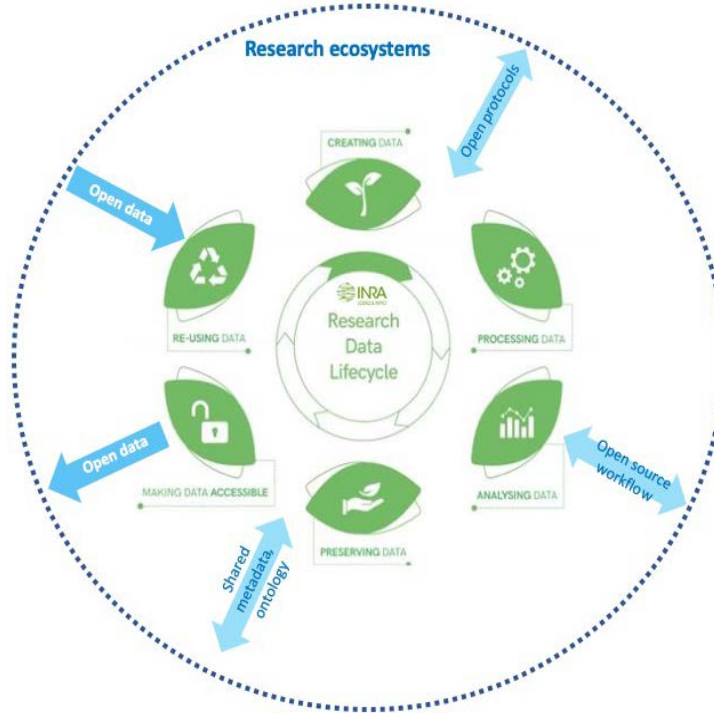 Research ecosystems
Open protocols
CREATING DATA
Open data
RE-USING DATA
INRA
Research
Data
Lifecycle
PROCESSING DATA
Open data
MAKING DATA ACCESSIBLE
ANALYSING DATA
Open source
workflow
PRESERVING DATA
Shared
metadata,
ontology